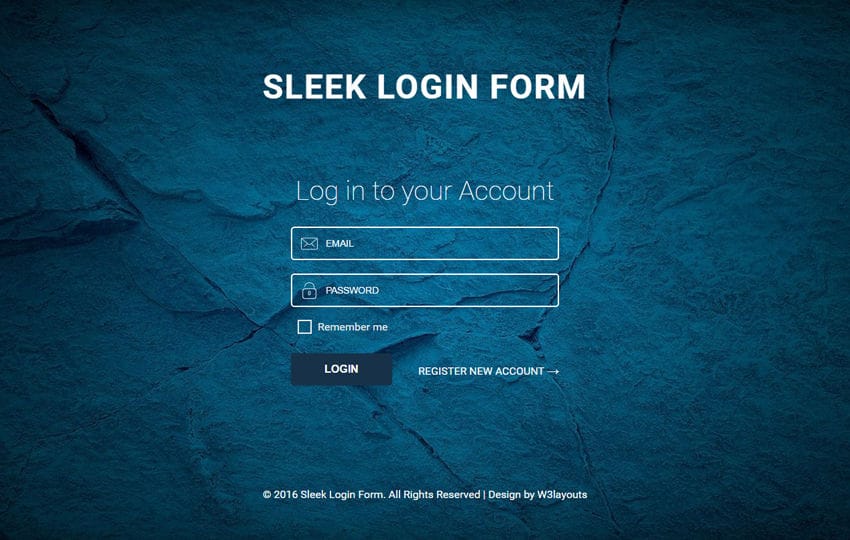 SLEEK LOGIN FORM
Log in to your Account
EMAIL
PASSWORD
Remember me
LOGIN
REGISTER NEW ACCOUNT →
© 2016 Sleek Login Form. All Rights Reserved | Design by W3layouts